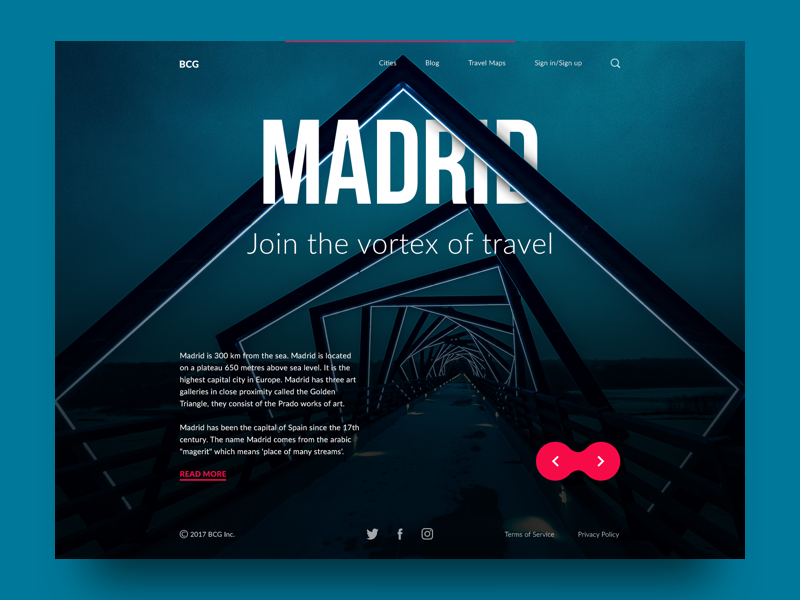 BCG
Cities
Blog
Travel Maps
Sign in/Sign up
MADRID
Join the vortex of travel
Madrid is 300 km from the sea. Madrid is located
on a plateau 650 metres above sea level. It is the
highest capital city in Europe. Madrid has three art
galleries in close proximity called the Golden
Triangle, they consist of the Prado works of art.
Madrid has been the capital of Spain since the 17th
century. The name Madrid comes from the arabic
"magerit" which means 'place of many streams'.
READ MORE
© 2017 BCG Inc.
Terms of Service
Privacy Policy